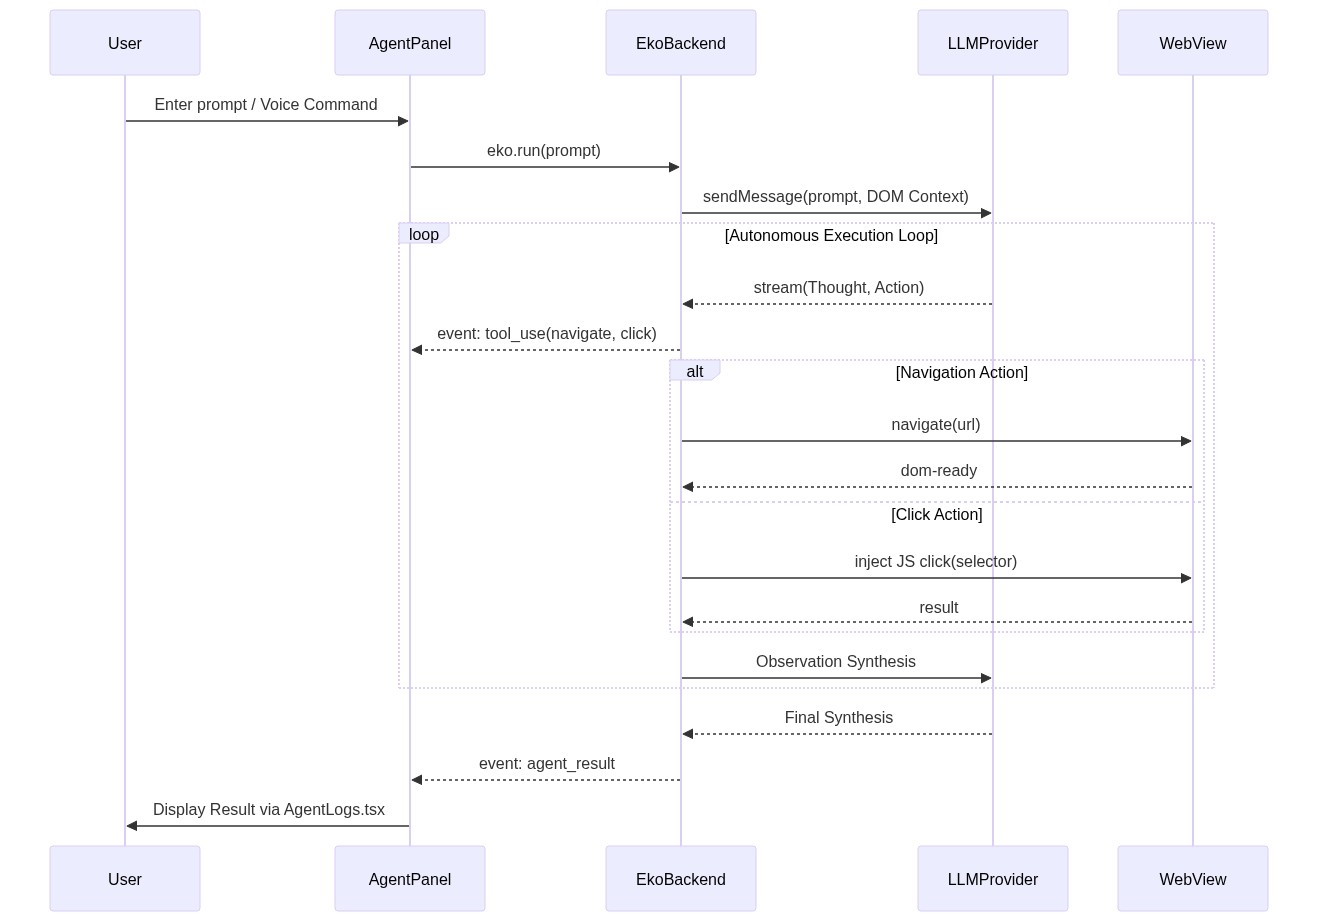 User
AgentPanel
EkoBackend
LLMProvider
WebView
Enter prompt / Voice Command
eko.run(prompt)
sendMessage(prompt, DOM Context)
loop
[Autonomous Execution Loop]
stream(Thought, Action)
event: tool_use(navigate, click)
alt
[Navigation Action]
navigate(url)
dom-ready
[Click Action]
inject JS click(selector)
result
Observation Synthesis
Final Synthesis
event: agent_result
Display Result via AgentLogs.tsx
User
AgentPanel
EkoBackend
LLMProvider
WebView